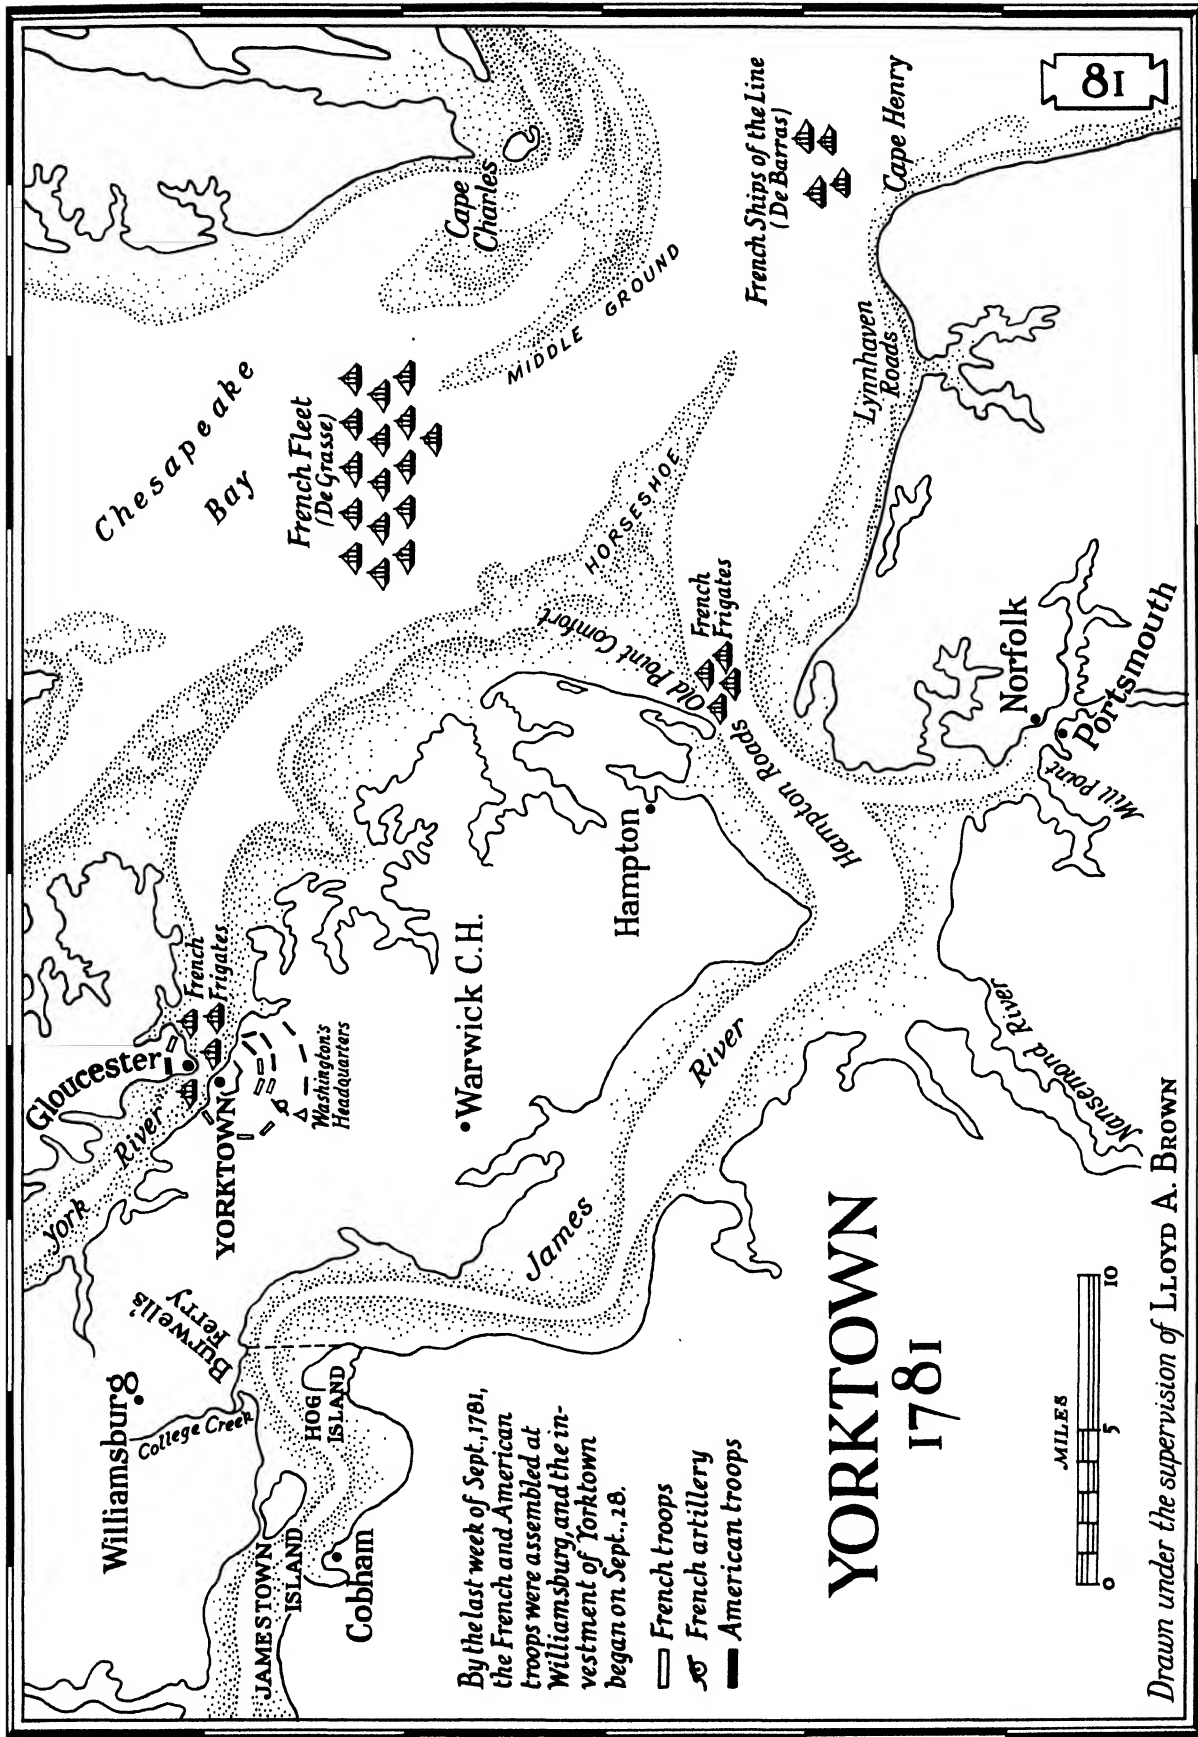 81
Chesapeake
Bay
Cape
Charles
French Fleet
(De Grasse)
MIDDLE GROUND
French Ships of the Line
(De Barras)
Cape Henry
Lynnhaven
Roads
HORSESHOE
Old Point Comfort
French
Frigates
Hampton Roads
Norfolk
Portsmouth
Mill Point
Hampton
Gloucester
French
Frigates
York River
YORKTOWN
Washington's
Headquarters
Warwick C.H.
James River
Nansemond River
Burwell's
Ferry
Williamsburg
College Creek
HOG
ISLAND
JAMESTOWN
ISLAND
Cobham
By the last week of Sept., 1781,
the French and American
troops were assembled at
Williamsburg, and the in-
vestment of Yorktown
began on Sept., 28.
French troops
French artillery
American troops
YORKTOWN
1781
MILES
0 5 10
Drawn under the supervision of LLOYD A. BROWN